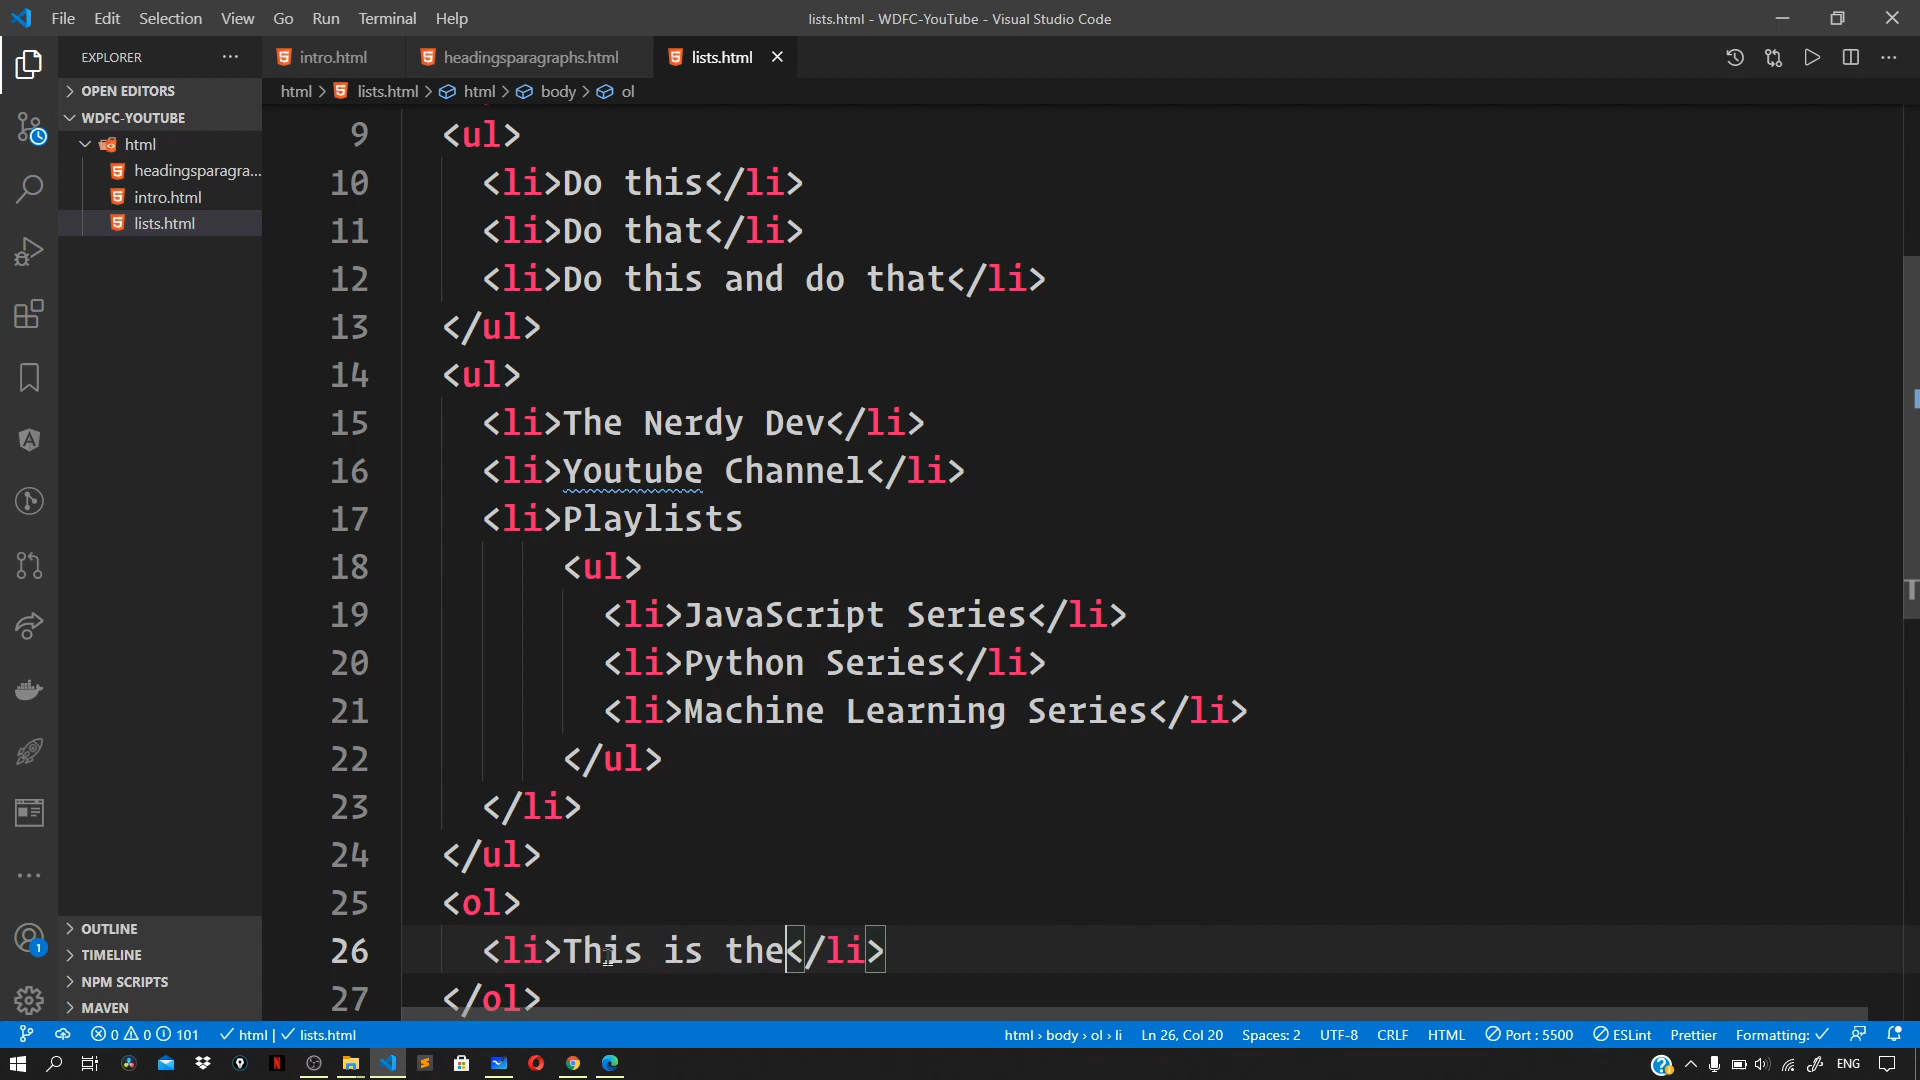 File Edit Selection View Go Run Terminal Help
lists.html - WDFC-YouTube - Visual Studio Code
EXPLORER
intro.html
headingsparagraphs.html
lists.html
OPEN EDITORS
html > lists.html > html > body > ol
WDFC-YOUTUBE
html
headingsparagra...
intro.html
lists.html
9 <ul>
10 <li>Do this</li>
11 <li>Do that</li>
12 <li>Do this and do that</li>
13 </ul>
14 <ul>
15 <li>The Nerdy Dev</li>
16 <li>Youtube Channel</li>
17 <li>Playlists
18 <ul>
19 <li>JavaScript Series</li>
20 <li>Python Series</li>
21 <li>Machine Learning Series</li>
22 </ul>
23 </li>
24 </ul>
25 <ol>
26 <li>This is the</li>
27 </ol>
OUTLINE
TIMELINE
NPM SCRIPTS
MAVEN
1
0 0 101 html | lists.html
html › body › ol › li Ln 26, Col 20 Spaces: 2 UTF-8 CRLF HTML Port : 5500 ESLint Prettier Formatting:
ENG